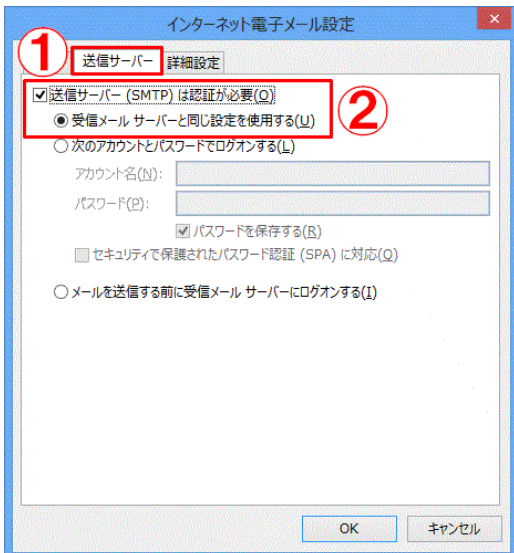 インターネット電子メール設定
×
1
送信サーバー 詳細設定
送信サーバー (SMTP) は認証が必要(O)
2
受信メール サーバーと同じ設定を使用する(U)
次のアカウントとパスワードでログオンする(L)
アカウント名(N):
パスワード(P):
パスワードを保存する(R)
セキュリティで保護されたパスワード認証 (SPA) に対応(Q)
メールを送信する前に受信メール サーバーにログオンする(I)
OK キャンセル